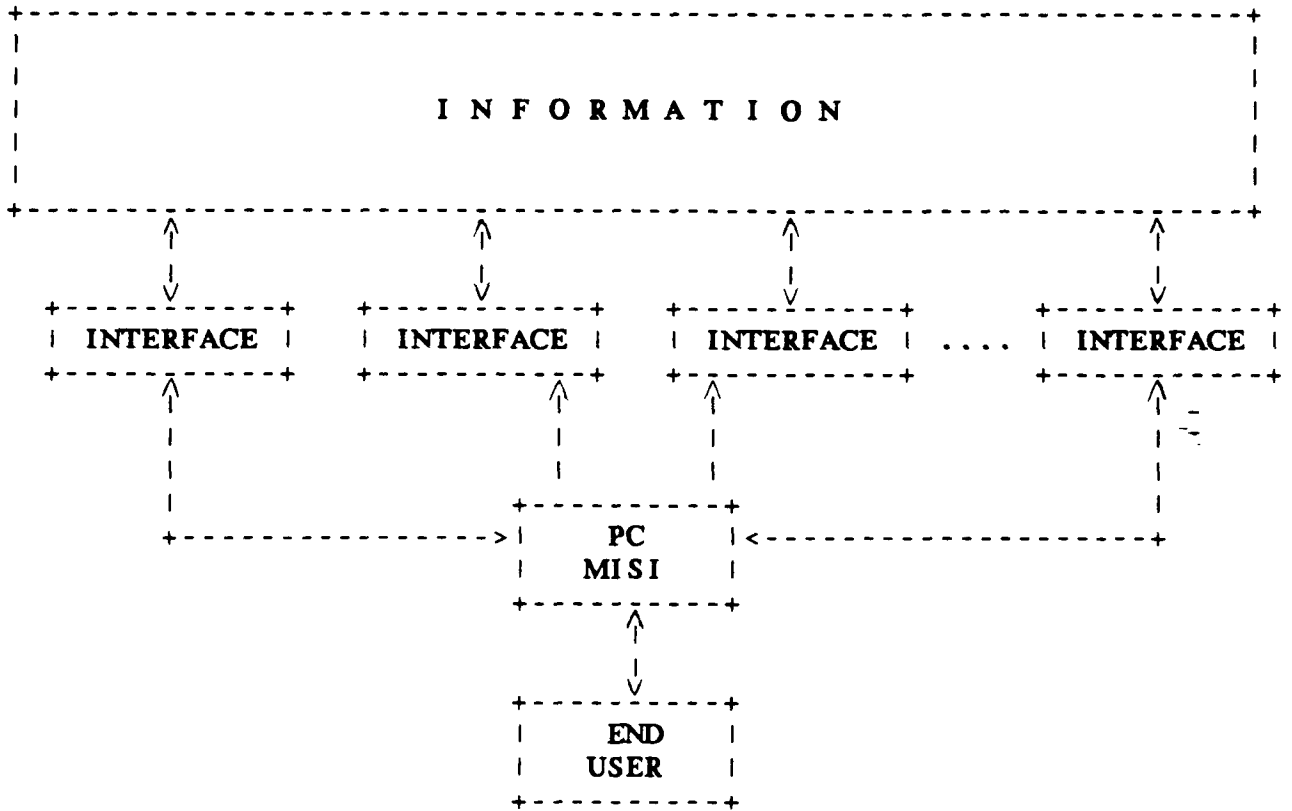 I N F O R M A T I O N
INTERFACE INTERFACE INTERFACE . . . . INTERFACE
PC
MISI
END
USER